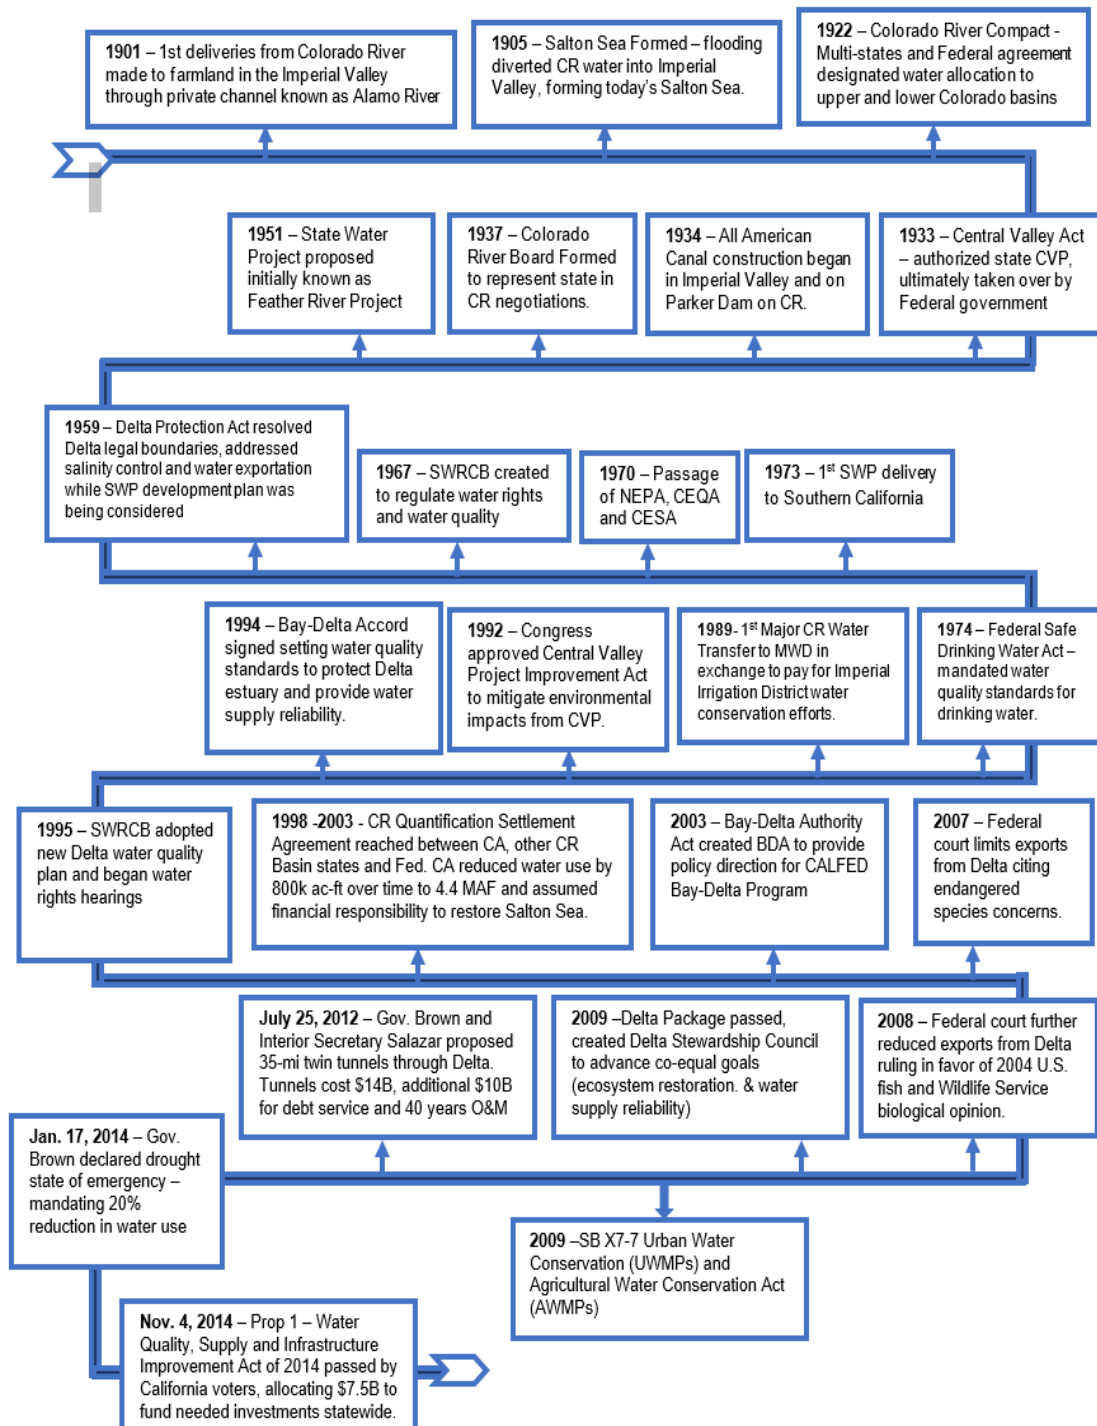 1901 – 1st deliveries from Colorado River
made to farmland in the Imperial Valley
through private channel known as Alamo River
1905 – Salton Sea Formed – flooding
diverted CR water into Imperial
Valley, forming today's Salton Sea.
1922 – Colorado River Compact -
Multi-states and Federal agreement
designated water allocation to
upper and lower Colorado basins
1951 – State Water
Project proposed
initially known as
Feather River Project
1937 – Colorado
River Board Formed
to represent state in
CR negotiations.
1934 – All American
Canal construction began
in Imperial Valley and on
Parker Dam on CR.
1933 – Central Valley Act
– authorized state CVP,
ultimately taken over by
Federal government
1959 – Delta Protection Act resolved
Delta legal boundaries, addressed
salinity control and water exportation
while SWP development plan was
being considered
1967 – SWRCB created
to regulate water rights
and water quality
1970 – Passage
of NEPA, CEQA
and CESA
1973 – 1st SWP delivery
to Southern California
1994 – Bay-Delta Accord
signed setting water quality
standards to protect Delta
estuary and provide water
supply reliability.
1992 – Congress
approved Central Valley
Project Improvement Act
to mitigate environmental
impacts from CVP.
1989- 1st Major CR Water
Transfer to MWD in
exchange to pay for Imperial
Irrigation District water
conservation efforts.
1974 – Federal Safe
Drinking Water Act –
mandated water
quality standards for
drinking water.
1995 – SWRCB adopted
new Delta water quality
plan and began water
rights hearings
1998 -2003 - CR Quantification Settlement
Agreement reached between CA, other CR
Basin states and Fed. CA reduced water use by
800k ac-ft over time to 4.4 MAF and assumed
financial responsibility to restore Salton Sea.
2003 – Bay-Delta Authority
Act created BDA to provide
policy direction for CALFED
Bay-Delta Program
2007 – Federal
court limits exports
from Delta citing
endangered
species concerns.
July 25, 2012 – Gov. Brown and
Interior Secretary Salazar proposed
35-mi twin tunnels through Delta.
Tunnels cost $14B, additional $10B
for debt service and 40 years O&M
2009 –Delta Package passed,
created Delta Stewardship Council
to advance co-equal goals
(ecosystem restoration. & water
supply reliability)
2008 – Federal court further
reduced exports from Delta
ruling in favor of 2004 U.S.
fish and Wildlife Service
biological opinion.
Jan. 17, 2014 – Gov.
Brown declared drought
state of emergency –
mandating 20%
reduction in water use
2009 –SB X7-7 Urban Water
Conservation (UWMPs) and
Agricultural Water Conservation Act
(AWMPs)
Nov. 4, 2014 – Prop 1 – Water
Quality, Supply and Infrastructure
Improvement Act of 2014 passed by
California voters, allocating $7.5B to
fund needed investments statewide.